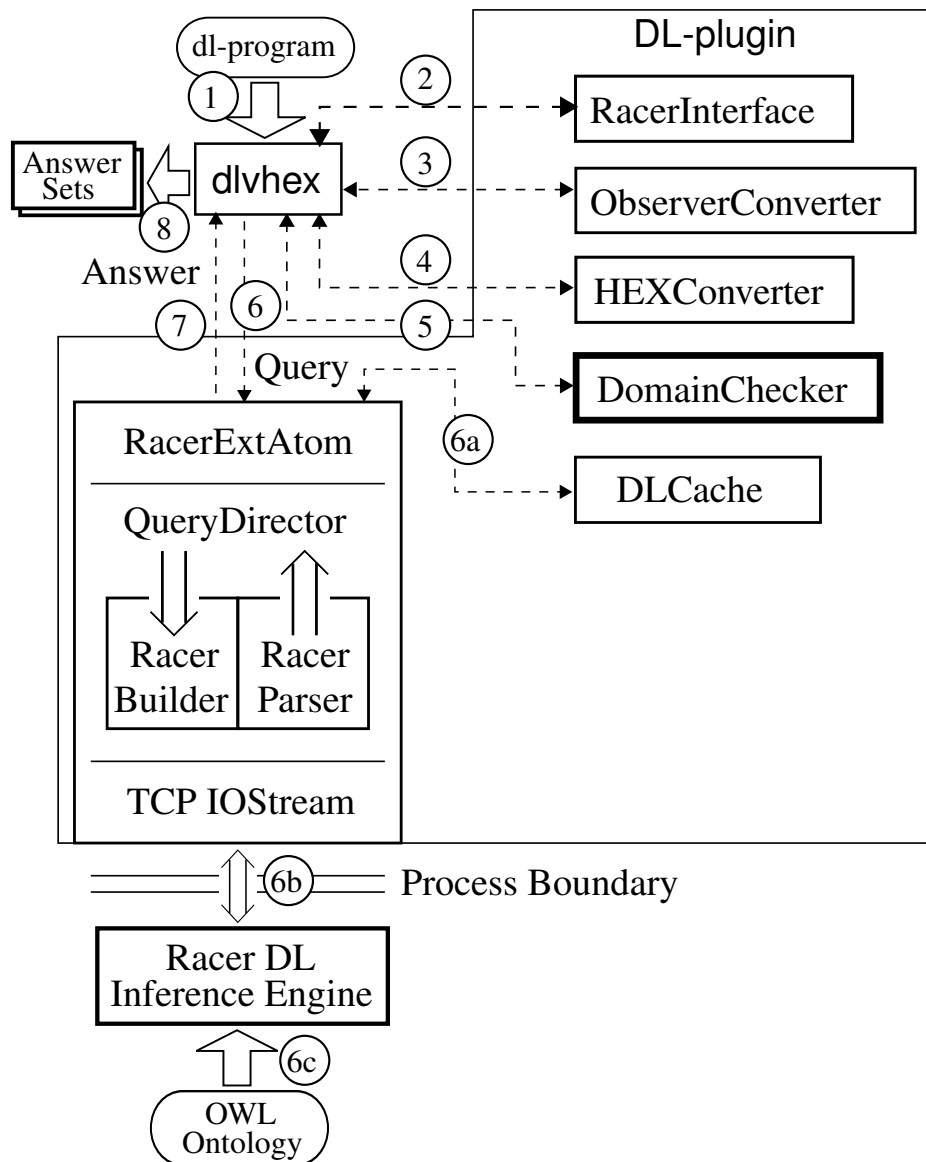 DL-plugin
dl-program
1
2
RacerInterface
Answer
Sets
dlvhex
3
ObserverConverter
8
Answer
4
HEXConverter
6
7
5
Query
DomainChecker
RacerExtAtom
6a
DLCache
QueryDirector
Racer
Builder
Racer
Parser
TCP IOStream
6b
Process Boundary
Racer DL
Inference Engine
6c
OWL
Ontology